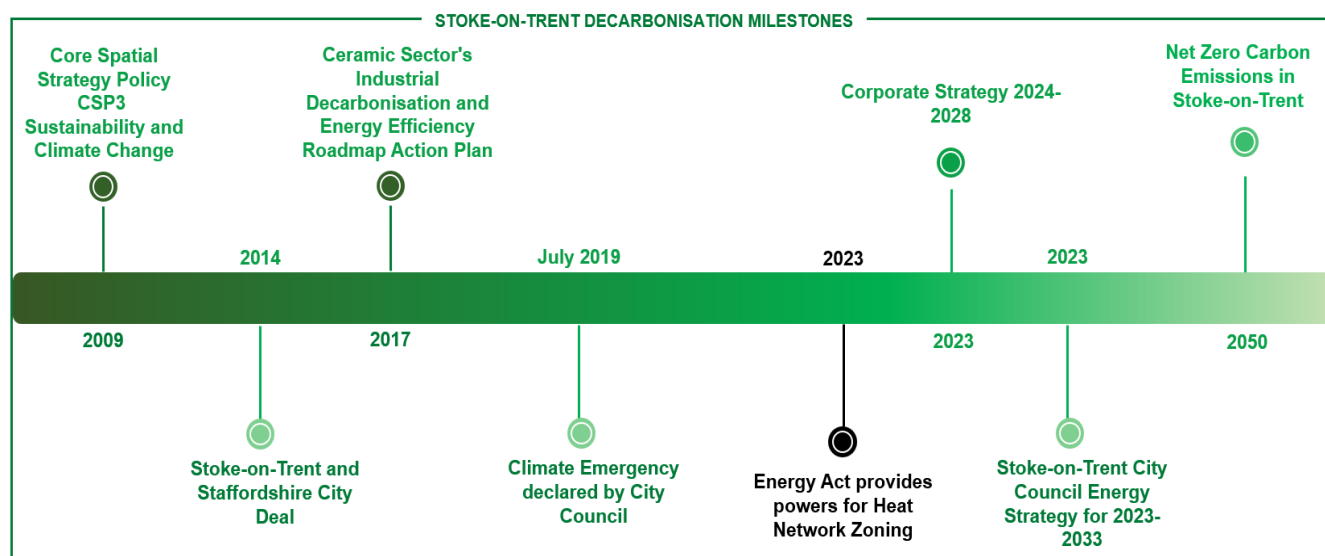 STOKE-ON-TRENT DECARBONISATION MILESTONES
Core Spatial
Strategy Policy
CSP3
Sustainability and
Climate Change
Ceramic Sector's
Industrial
Decarbonisation and
Energy Efficiency
Roadmap Action Plan
Corporate Strategy 2024-
2028
Net Zero Carbon
Emissions in
Stoke-on-Trent
2014
July 2019
2023
2023
2009
2017
2023
2050
Stoke-on-Trent and
Staffordshire City
Deal
Climate Emergency
declared by City
Council
Energy Act provides
powers for Heat
Network Zoning
Stoke-on-Trent City
Council Energy
Strategy for 2023-
2033